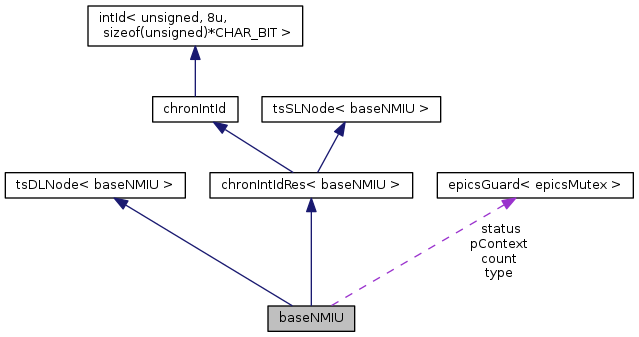 intId< unsigned, 8u,
sizeof(unsigned)*CHAR_BIT >
chronIntId
tsSLNode< baseNMIU >
tsDLNode< baseNMIU >
chronIntIdRes< baseNMIU >
epicsGuard< epicsMutex >
status
pContext
count
type
baseNMIU